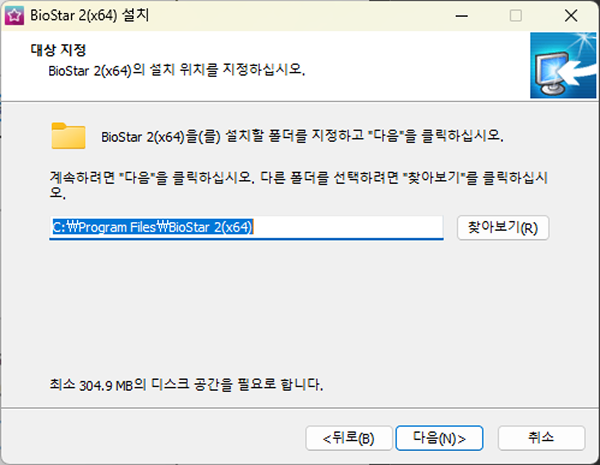 BioStar 2(x64) 설치
대상 지정
BioStar 2(x64)의 설치 위치를 지정하십시오.
BioStar 2(x64)을(를) 설치할 폴더를 지정하고 "다음"을 클릭하십시오.
계속하려면 "다음"을 클릭하십시오. 다른 폴더를 선택하려면 "찾아보기"를 클릭하십시
오.
C:₩Program Files₩BioStar 2(x64)
찾아보기(R)
최소 304.9 MB의 디스크 공간을 필요로 합니다.
<뒤로(B)
다음(N)>
취소